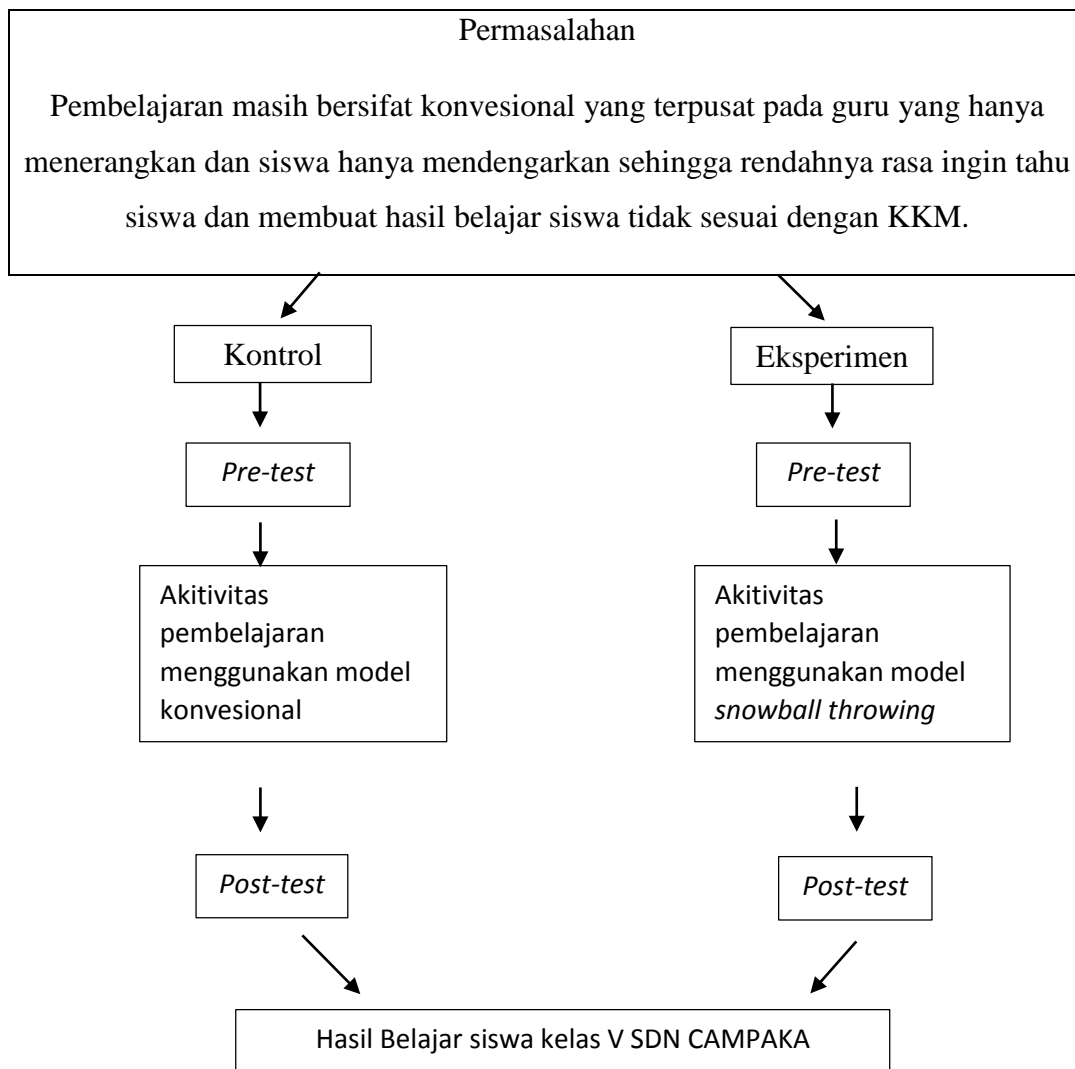 Permasalahan
Pembelajaran masih bersifat konvesional yang terpusat pada guru yang hanya
menerangkan dan siswa hanya mendengarkan sehingga rendahnya rasa ingin tahu
siswa dan membuat hasil belajar siswa tidak sesuai dengan KKM.
Kontrol
Eksperimen
Pre-test
Pre-test
Akitivitas
pembelajaran
menggunakan model
konvesional
Akitivitas
pembelajaran
menggunakan model
snowball throwing
Post-test
Post-test
Hasil Belajar siswa kelas V SDN CAMPAKA